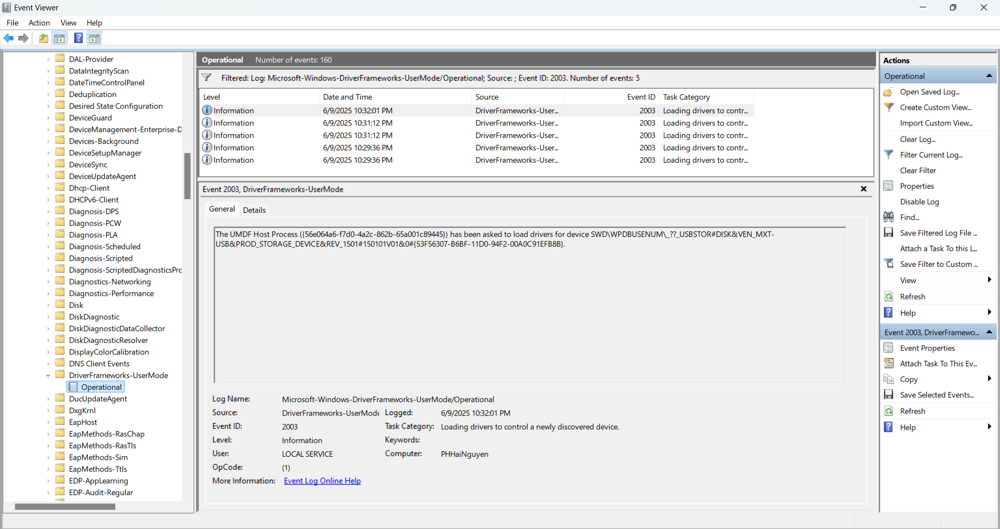 Event Viewer
File Action View Help
DAL-Provider
DataIntegrityScan
DateTimeControlPanel
Deduplication
Desired State Configuration
DeviceGuard
DeviceManagement-Enterprise-D
Devices-Background
DeviceSetupManager
DeviceSync
DeviceUpdateAgent
Dhcp-Client
DHCPv6-Client
Diagnosis-DPS
Diagnosis-PCW
Diagnosis-PLA
Diagnosis-Scheduled
Diagnosis-Scripted
Diagnosis-ScriptedDiagnosticsPrc
Diagnostics-Networking
Diagnostics-Performance
Disk
DiskDiagnostic
DiskDiagnosticDataCollector
DiskDiagnosticResolver
DisplayColorCalibration
DNS Client Events
DriverFrameworks-UserMode
Operational
DucUpdateAgent
DxgKrnl
EapHost
EapMethods-RasChap
EapMethods-RasTls
EapMethods-Sim
EapMethods-Ttls
EDP-AppLearning
EDP-Audit-Regular
Operational Number of events: 160
Filtered: Log: Microsoft-Windows-DriverFrameworks-UserMode/Operational; Source: ; Event ID: 2003. Number of events: 5
Level Date and Time Source Event ID Task Category
Information 6/9/2025 10:32:01 PM DriverFrameworks-User... 2003 Loading drivers to contr...
Information 6/9/2025 10:31:12 PM DriverFrameworks-User... 2003 Loading drivers to contr...
Information 6/9/2025 10:31:12 PM DriverFrameworks-User... 2003 Loading drivers to contr...
Information 6/9/2025 10:29:36 PM DriverFrameworks-User... 2003 Loading drivers to contr...
Information 6/9/2025 10:29:36 PM DriverFrameworks-User... 2003 Loading drivers to contr...
Event 2003, DriverFrameworks-UserMode
General Details
The UMDF Host Process ({56e064a6-f7d0-4a2c-862b-65a001c89445}) has been asked to load drivers for device SWD\WPDBUSENUM\_??_USBSTOR#DISK&VEN_MXT-
USB&PROD_STORAGE_DEVICE&REV_1501#150101V01&0#{53F56307-B6BF-11D0-94F2-00A0C91EFB8B}.
Log Name: Microsoft-Windows-DriverFrameworks-UserMode/Operational
Source: DriverFrameworks-UserMode Logged: 6/9/2025 10:32:01 PM
Event ID: 2003 Task Category: Loading drivers to control a newly discovered device.
Level: Information Keywords:
User: LOCAL SERVICE Computer: PHHaiNguyen
OpCode: (1)
More Information: Event Log Online Help
Actions
Operational
Open Saved Log...
Create Custom View...
Import Custom View...
Clear Log...
Filter Current Log...
Clear Filter
Properties
Disable Log
Find...
Save Filtered Log File ...
Attach a Task To this L...
Save Filter to Custom ...
View
Refresh
Help
Event 2003, DriverFramewo...
Event Properties
Attach Task To This Ev...
Copy
Save Selected Events...
Refresh
Help